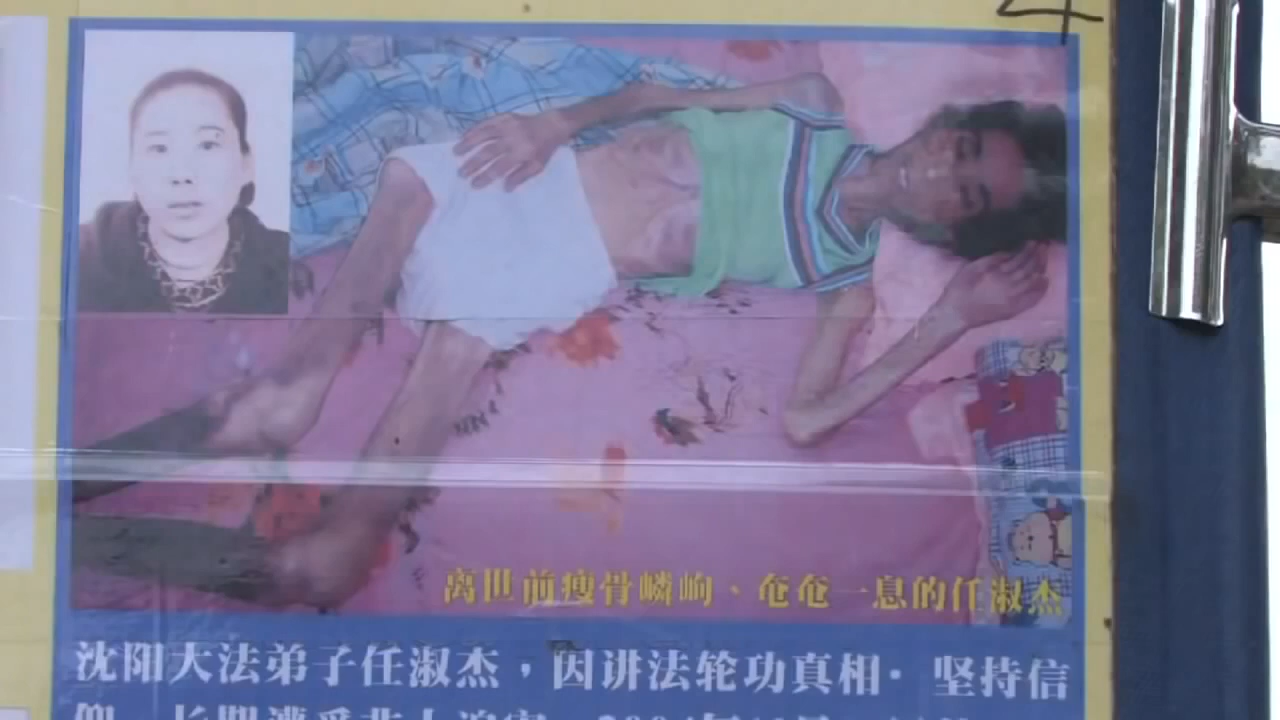 4
离世前瘦骨嶙峋、奄奄一息的任淑杰
沈阳大法弟子任淑杰，因讲法轮功真相·坚持信